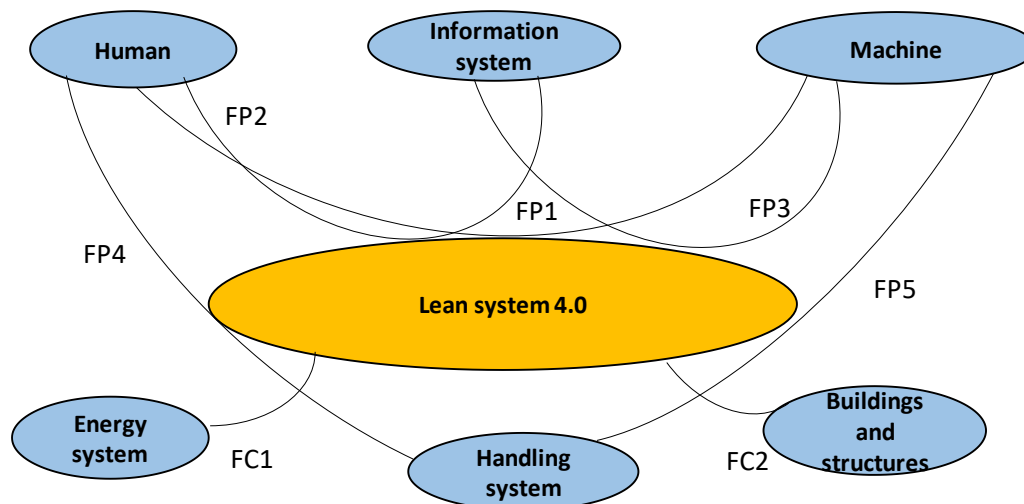 Human
Information
system
Machine
FP2
FP1
FP3
FP4
FP5
Lean system 4.0
Energy
system
FC1
Handling
system
FC2
Buildings
and
structures